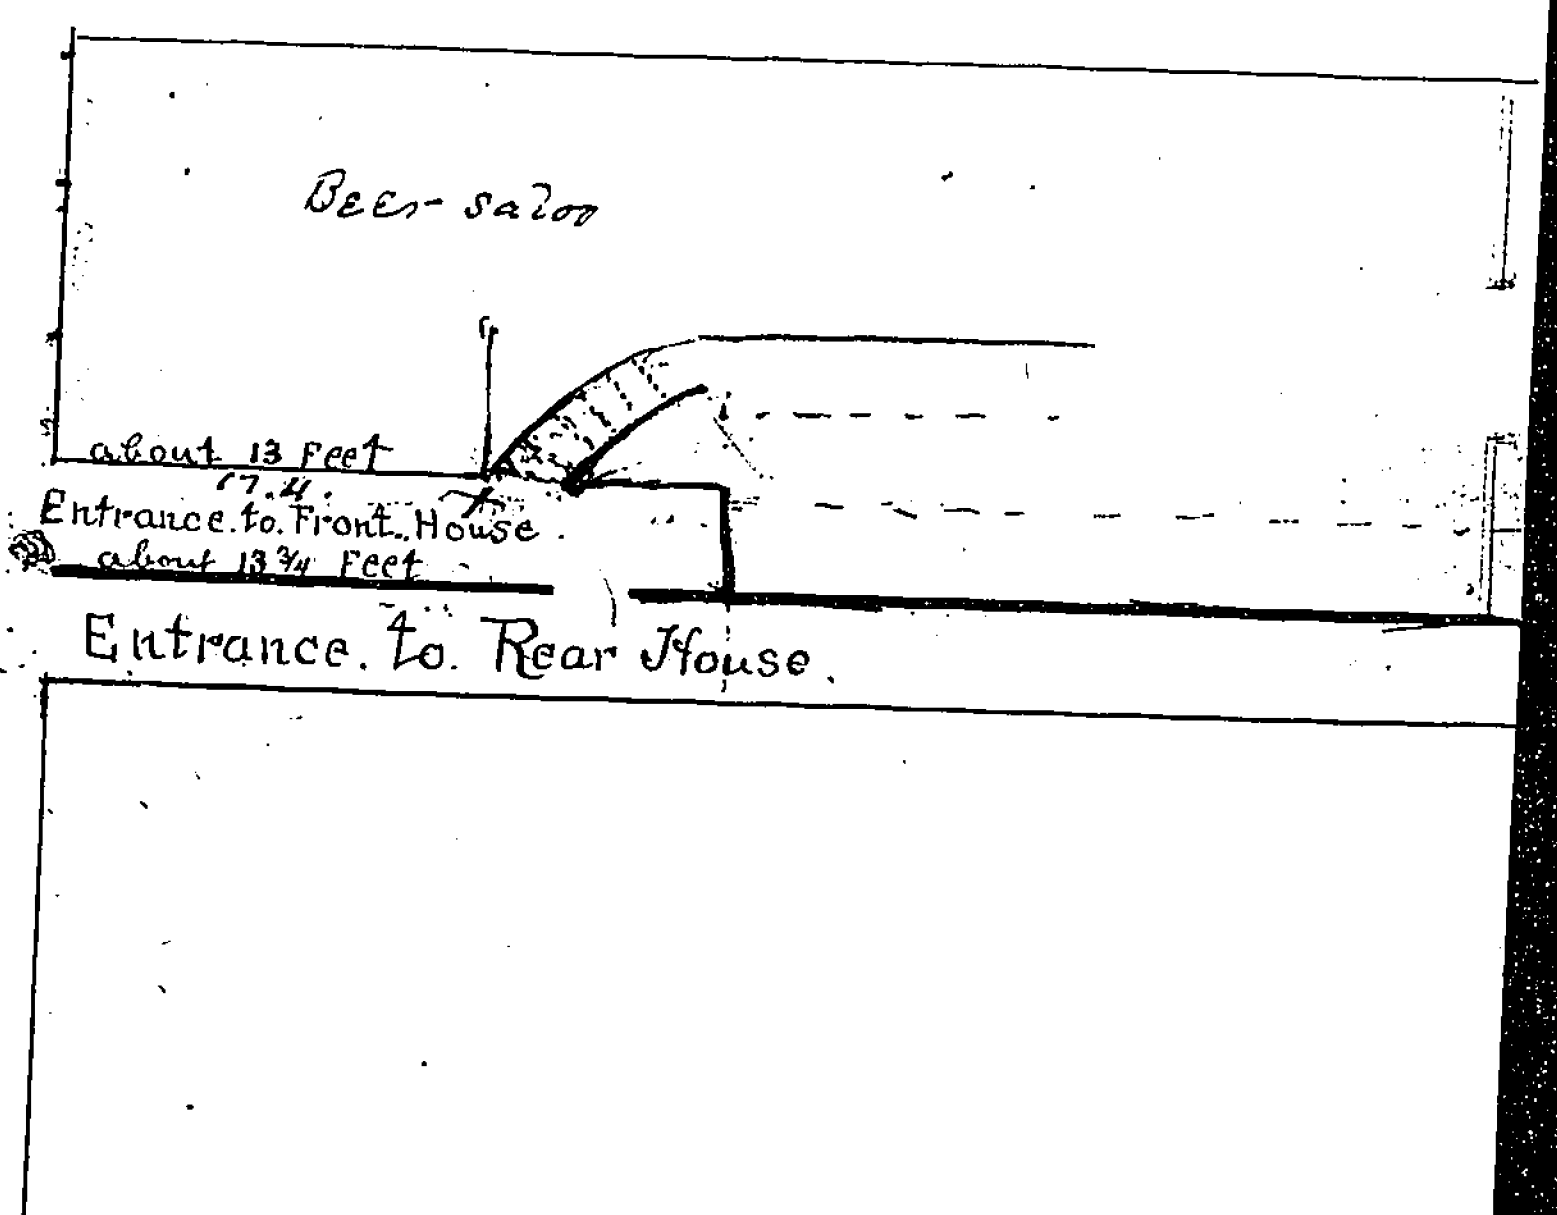 Beer-saloon
about 13 Feet
17.4.
Entrance.to.Front.House.
about 13 3/4 Feet
Entrance.to.Rear House.